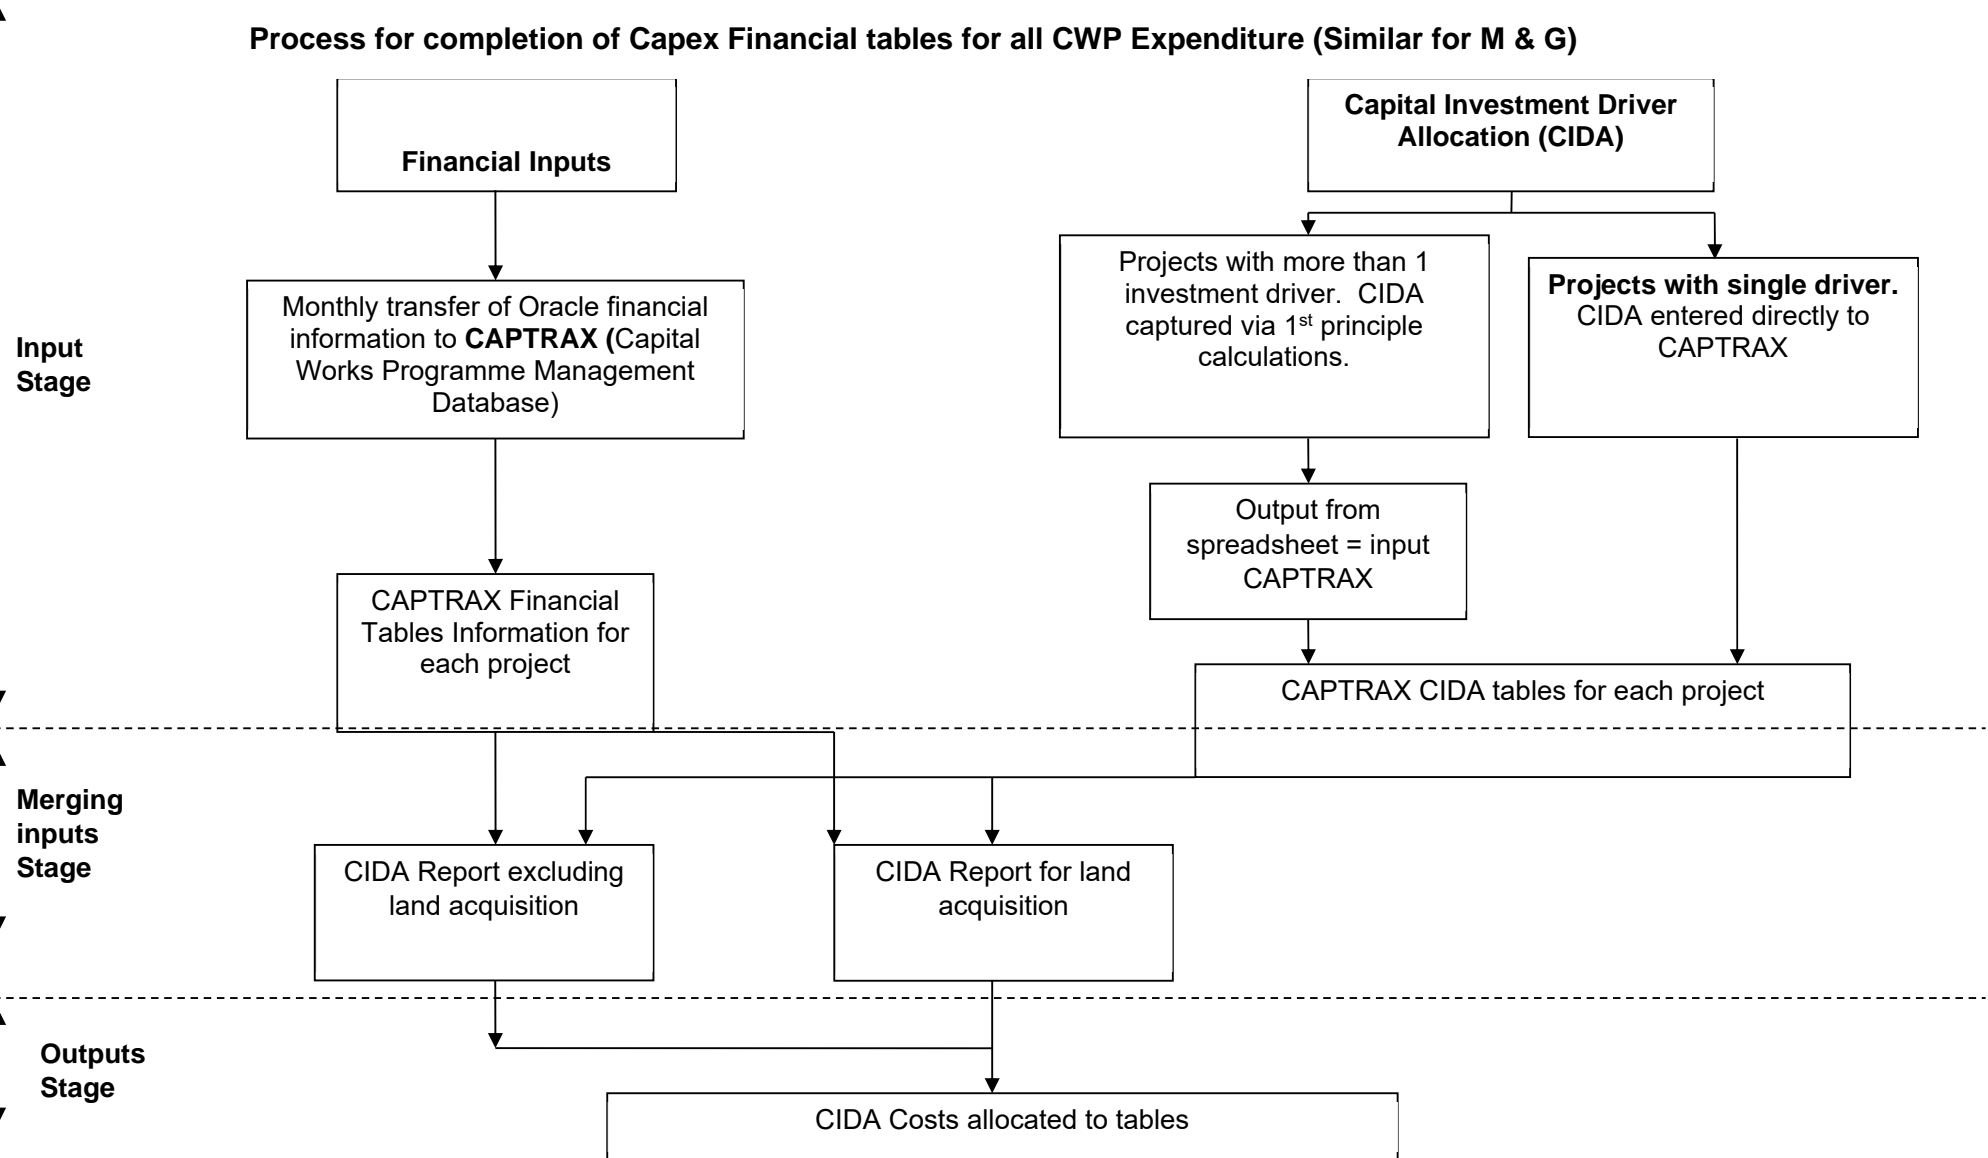 Process for completion of Capex Financial tables for all CWP Expenditure (Similar for M & G)
Financial Inputs
Capital Investment Driver
Allocation (CIDA)
Input
Stage
Monthly transfer of Oracle financial
information to CAPTRAX (Capital
Works Programme Management
Database)
Projects with more than 1
investment driver. CIDA
captured via 1st principle
calculations.
Projects with single driver.
CIDA entered directly to
CAPTRAX
Output from
spreadsheet = input
CAPTRAX
CAPTRAX Financial
Tables Information for
each project
CAPTRAX CIDA tables for each project
Merging
inputs
Stage
CIDA Report excluding
land acquisition
CIDA Report for land
acquisition
Outputs
Stage
CIDA Costs allocated to tables